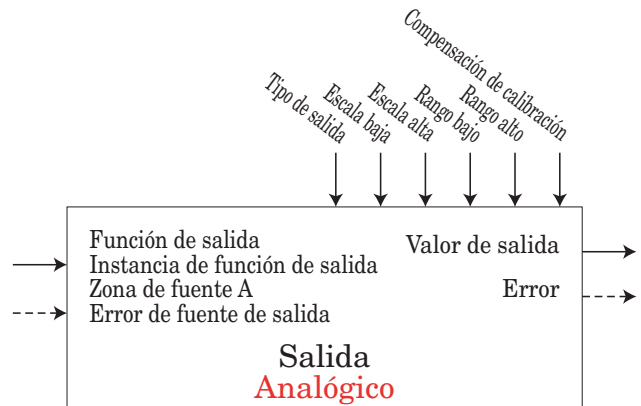 Tipo de salida
Escala baja
Escala alta
Rango bajo
Rango alto
Compensación de calibración
Función de salida
Instancia de función de salida
Zona de fuente A
Error de fuente de salida
Valor de salida
Error
Salida
Analógico